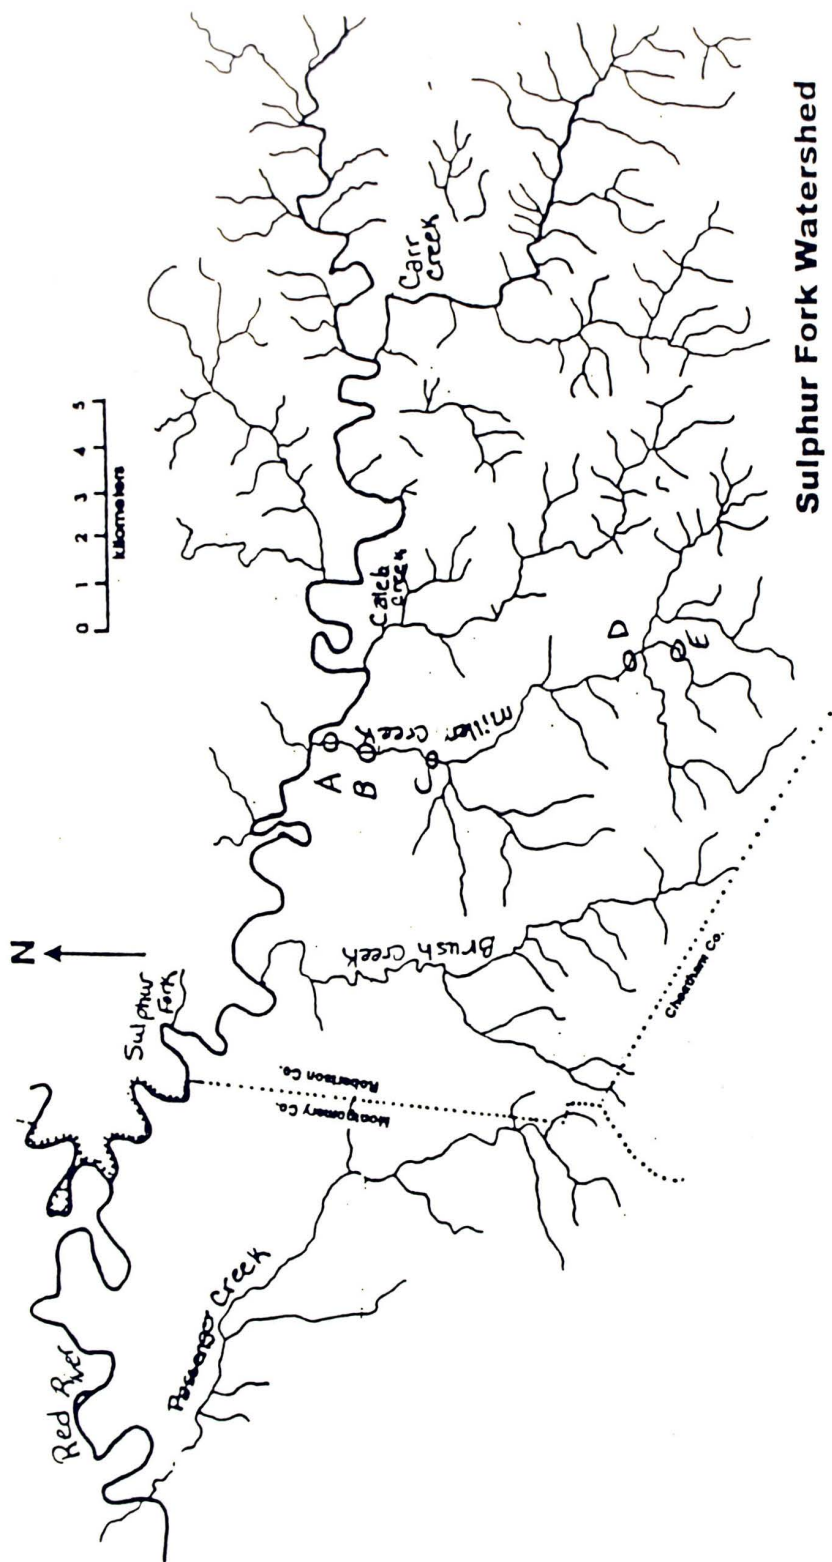 Sulphur Fork Watershed
N
0 1 2 3 4 5
kilometers
Red River
Sulphur
Fork
Passenger Creek
Montgomery Co.
Robertson Co.
Cheatham Co.
Brush Creek
Miller Creek
Caleb
Creek
Carr
Creek
A
B
C
D
E